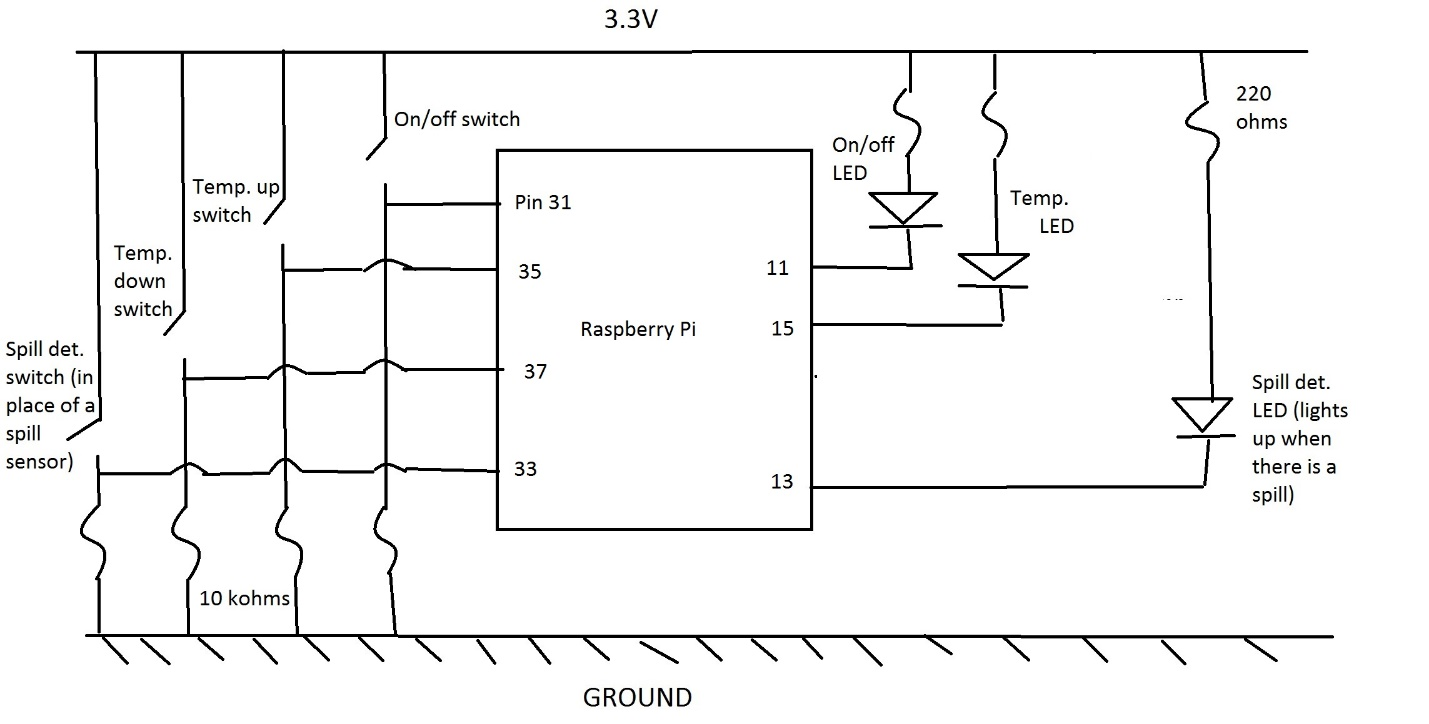 3.3V
On/off switch
Temp. up
switch
Temp.
down
switch
Spill det.
switch (in
place of a
spill
sensor)
Pin 31
35
37
33
Raspberry Pi
11
15
13
On/off
LED
Temp.
LED
220
ohms
Spill det.
LED (lights
up when
there is a
spill)
10 kohms
GROUND